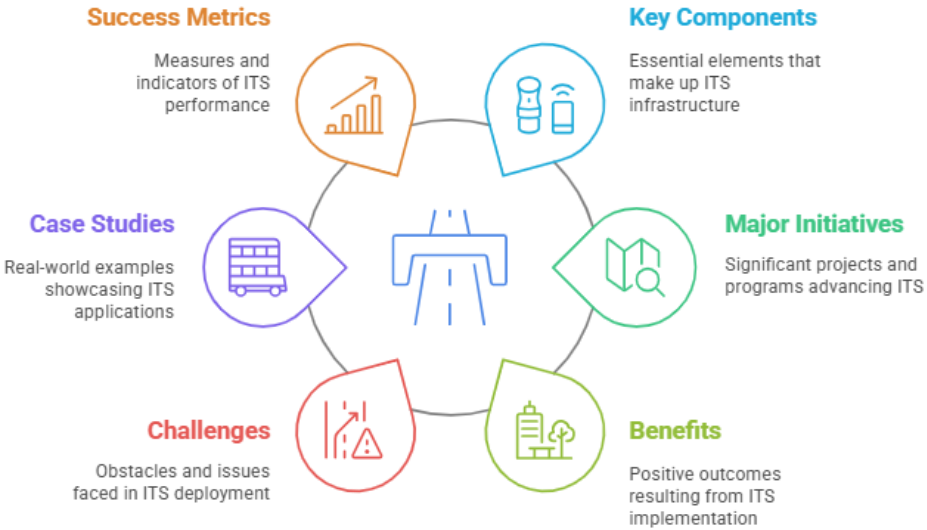 Success Metrics
Measures and
indicators of ITS
performance
Key Components
Essential elements that
make up ITS
infrastructure
Case Studies
Real-world examples
showcasing ITS
applications
Major Initiatives
Significant projects and
programs advancing ITS
Challenges
Obstacles and issues
faced in ITS deployment
Benefits
Positive outcomes
resulting from ITS
implementation